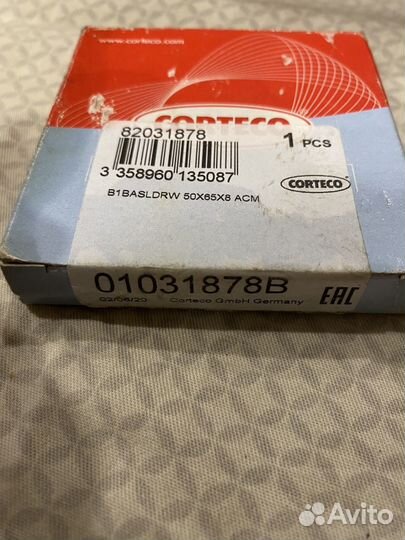 www.corteco.com
CORTECO
82031878
1 PCS
3 358960 135087
CORTECO
B1BASLDRW 50X65X8 ACM
01031878B
02/06/20 Corteco GmbH Germany
EAC
Avito